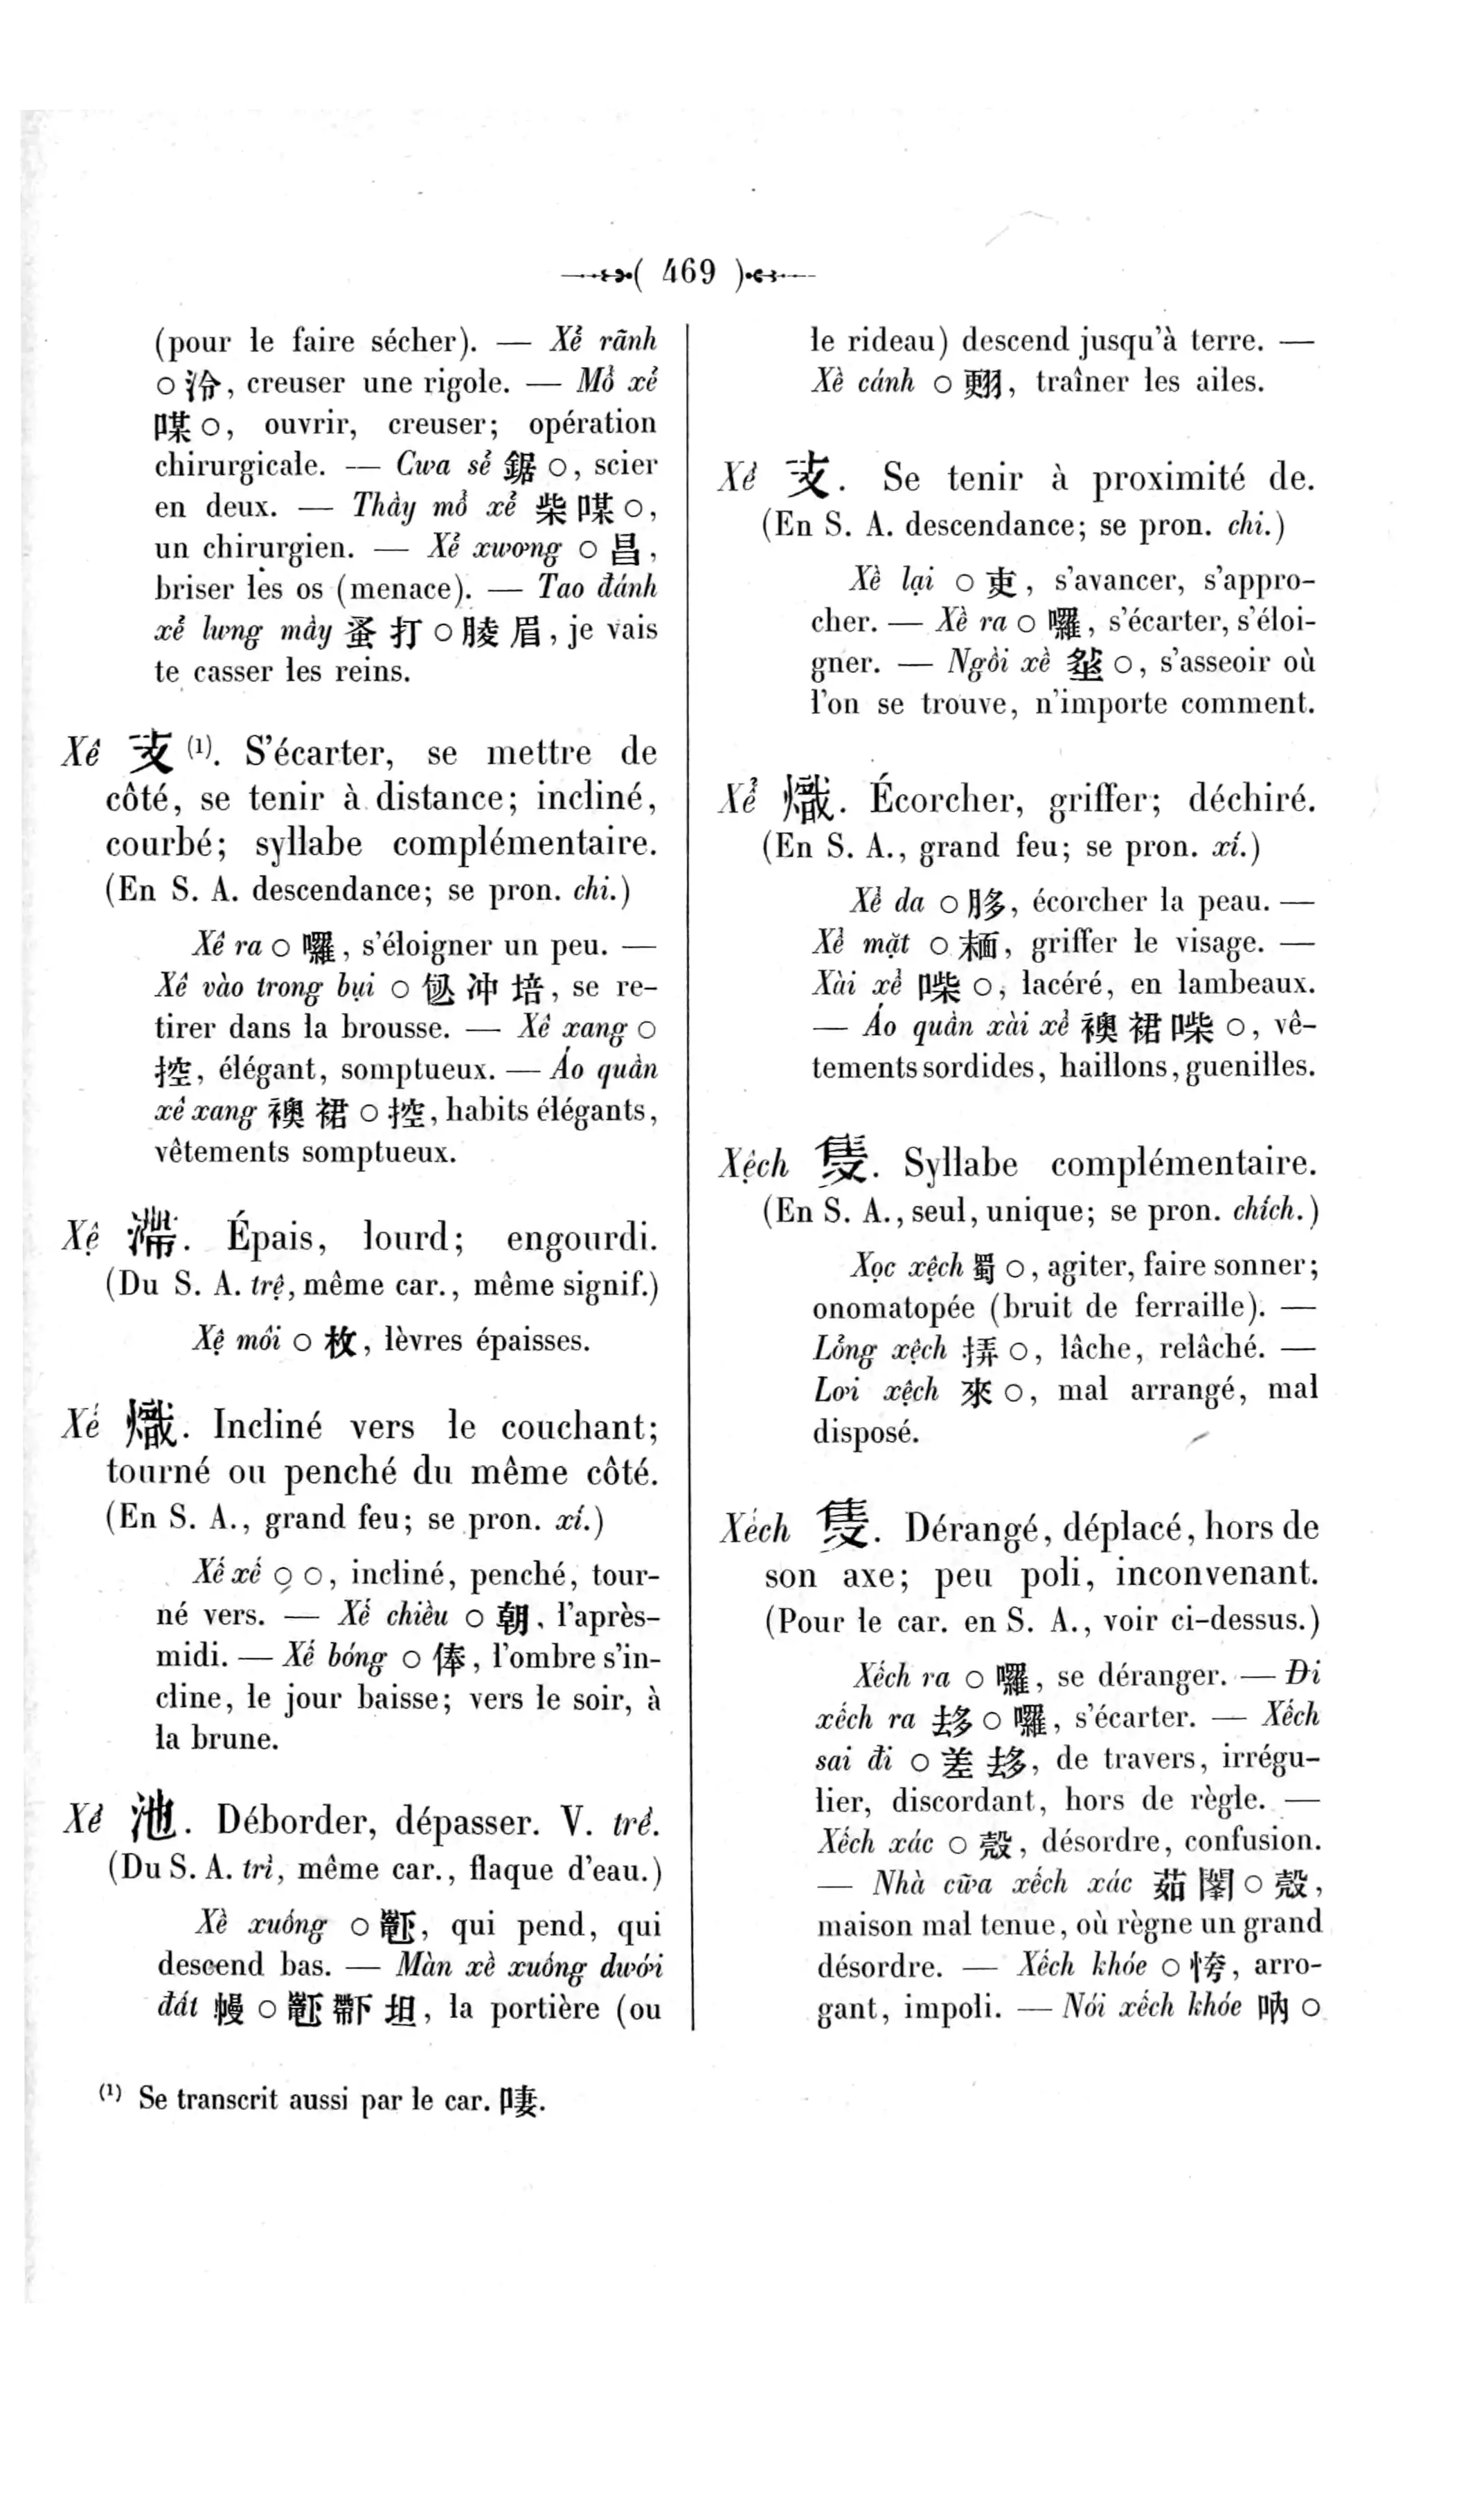 ( 469 )
(pour le faire sécher). — Xẻ rãnh
○ 泠, creuser une rigole. — Mổ xẻ
㖼 ○, ouvrir, creuser; opération
chirurgicale. — Cưa sẻ 鋸 ○, scier
en deux. — Thầy mổ xẻ 柴 㖼 ○,
un chirurgien. — Xẻ xương ○ 昌,
briser les os (menace). — Tao đánh
xẻ lưng mầy 蚤 打 ○ 䏠 眉, je vais
te casser les reins.
Xê 支 (1). S'écarter, se mettre de
côté, se tenir à distance; incliné,
courbé; syllabe complémentaire.
(En S. A. descendance; se pron. chi.)
Xê ra ○ 囉, s'éloigner un peu. —
Xê vào trong bụi ○ 冲 培, se re-
tirer dans la brousse. — Xê xang ○
控, élégant, somptueux. — Áo quần
xê xang 襖 裙 ○ 控, habits élégants,
vêtements somptueux.
Xệ 滯. Épais, lourd; engourdi.
(Du S. A. trệ, même car., même signif.)
Xệ môi ○ 枚, lèvres épaisses.
Xế 熾. Incliné vers le couchant;
tourné ou penché du même côté.
(En S. A., grand feu; se pron. xí.)
Xế xế ○ ○, incliné, penché, tour-
né vers. — Xế chiều ○ 朝, l'après-
midi. — Xế bóng ○ 俸, l'ombre s'in-
cline, le jour baisse; vers le soir, à
la brune.
Xề 池. Déborder, dépasser. V. trề.
(Du S. A. trì, même car., flaque d'eau.)
Xề xuống ○, qui pend, qui
descend bas. — Màn xề xuống dưới
đất 幔 ○ 坦, la portière (ou
(1) Se transcrit aussi par le car. 㗭.
le rideau) descend jusqu'à terre. —
Xề cánh ○ 翻, traîner les ailes.
Xề 支. Se tenir à proximité de.
(En S. A. descendance; se pron. chi.)
Xề lại ○ 吏, s'avancer, s'appro-
cher. — Xề ra ○ 囉, s'écarter, s'éloi-
gner. — Ngồi xề ○, s'asseoir où
l'on se trouve, n'importe comment.
Xể 熾. Écorcher, griffer; déchiré.
(En S. A., grand feu; se pron. xí.)
Xể da ○ 䏧, écorcher la peau. —
Xể mặt ○ 𩈘, griffer le visage. —
Xài xể 㗶 ○, lacéré, en lambeaux.
— Áo quần xài xể 襖 裙 㗶 ○, vê-
tements sordides, haillons, guenilles.
Xệch 隻. Syllabe complémentaire.
(En S. A., seul, unique; se pron. chích.)
Xọc xệch 蜀 ○, agiter, faire sonner;
onomatopée (bruit de ferraille). —
Lỏng xệch 挵 ○, lâche, relâché. —
Lơi xệch 來 ○, mal arrangé, mal
disposé.
Xếch 隻. Dérangé, déplacé, hors de
son axe; peu poli, inconvenant.
(Pour le car. en S. A., voir ci-dessus.)
Xếch ra ○ 囉, se déranger. — Đi
xếch ra 迻 ○ 囉, s'écarter. — Xếch
sai đi ○ 差 迻, de travers, irrégu-
lier, discordant, hors de règle. —
Xếch xác ○ 殼, désordre, confusion.
— Nhà cữa xếch xác 茹 ○ 殼,
maison mal tenue, où règne un grand
désordre. — Xếch khóe ○ 恗, arro-
gant, impoli. — Nói xếch khóe 吶 ○